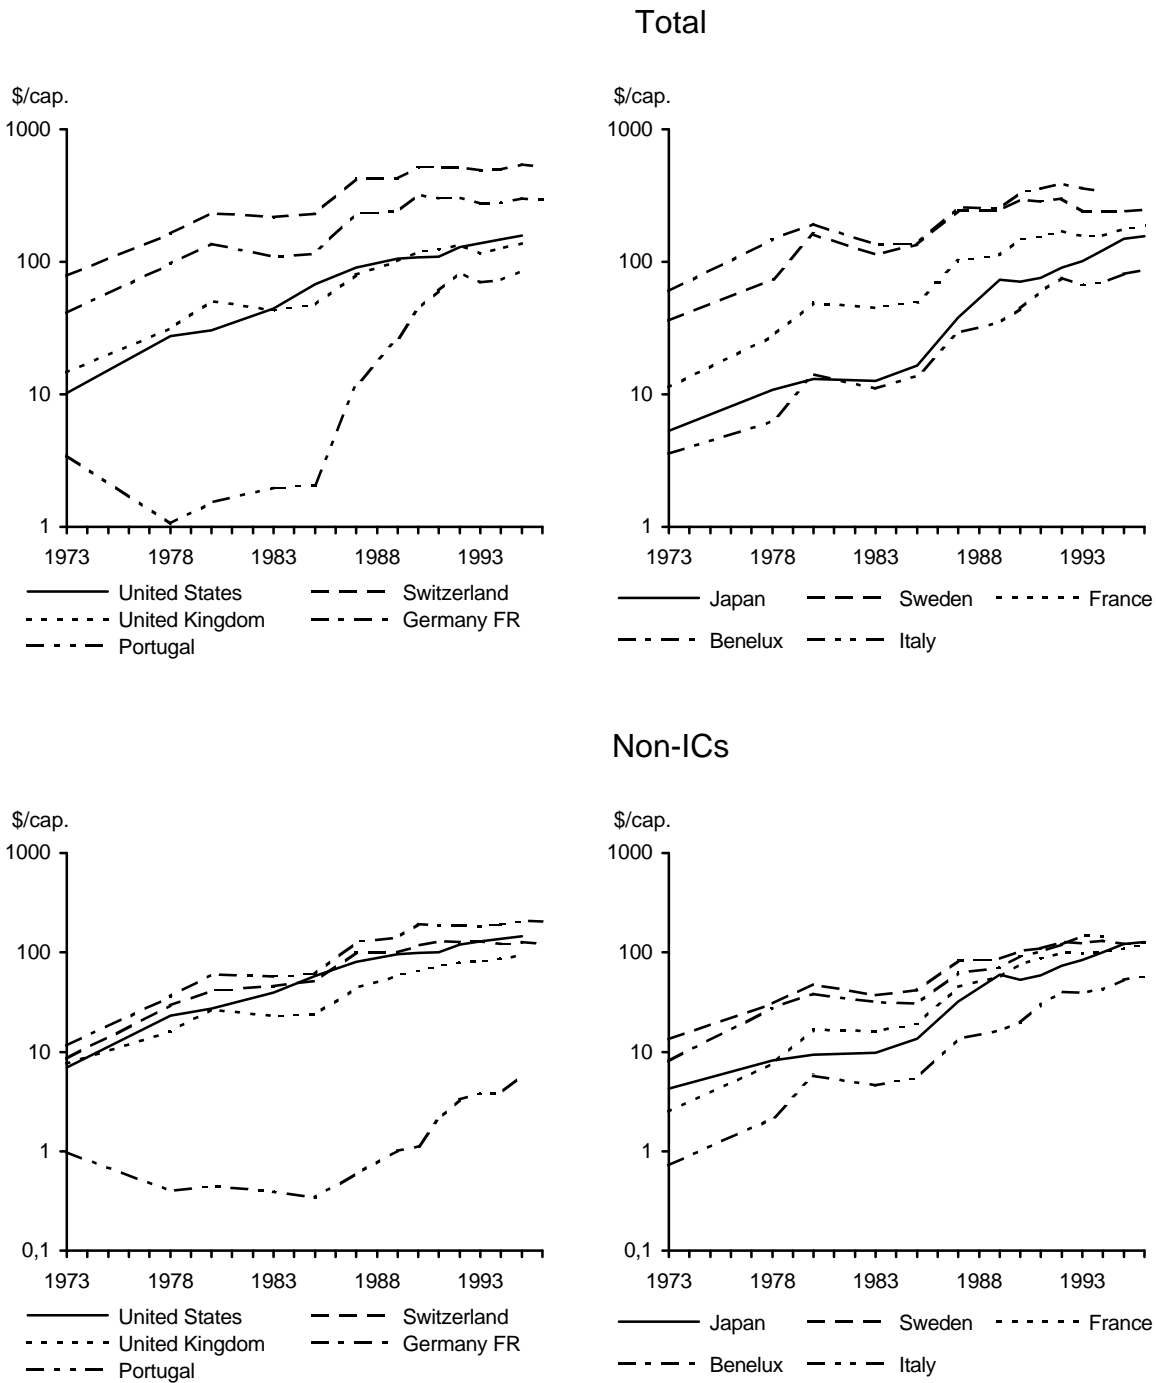 Total
$/cap. $/cap.
1000 1000
100 100
10 10
1 1
1973 1978 1983 1988 1993 1973 1978 1983 1988 1993
United States Switzerland Japan Sweden France
United Kingdom Germany FR Benelux Italy
Portugal
Non-ICs
$/cap. $/cap.
1000 1000
100 100
10 10
1 1
0,1 0,1
1973 1978 1983 1988 1993 1973 1978 1983 1988 1993
United States Switzerland Japan Sweden France
United Kingdom Germany FR Benelux Italy
Portugal